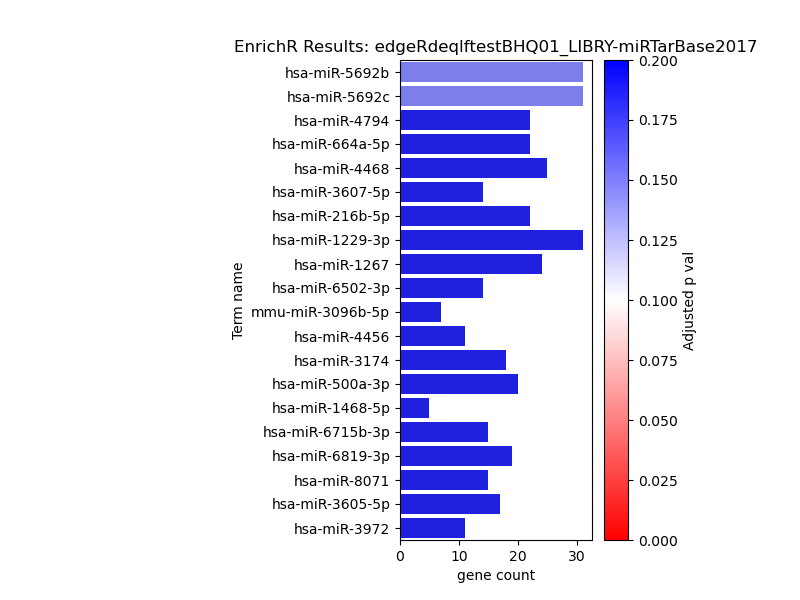 EnrichR Results: edgeRdeqlftestBHQ01_LIBRY-miRTarBase2017
hsa-miR-5692b
hsa-miR-5692c
hsa-miR-4794
hsa-miR-664a-5p
hsa-miR-4468
hsa-miR-3607-5p
hsa-miR-216b-5p
hsa-miR-1229-3p
hsa-miR-1267
hsa-miR-6502-3p
mmu-miR-3096b-5p
hsa-miR-4456
hsa-miR-3174
hsa-miR-500a-3p
hsa-miR-1468-5p
hsa-miR-6715b-3p
hsa-miR-6819-3p
hsa-miR-8071
hsa-miR-3605-5p
hsa-miR-3972
Term name
0 10 20 30
gene count
0.200
0.175
0.150
0.125
0.100
0.075
0.050
0.025
0.000
Adjusted p val